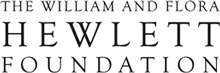 THE WILLIAM AND FLORA
HEWLETT
FOUNDATION